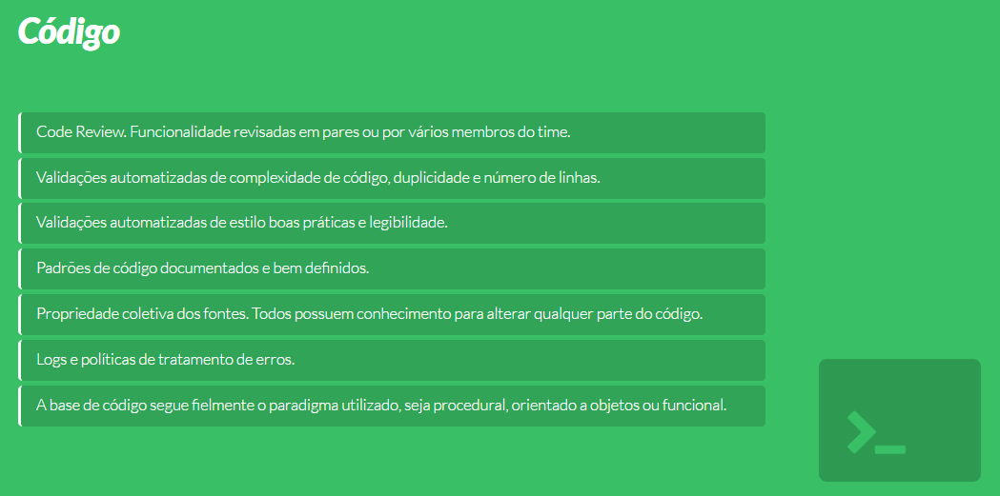 Código
Code Review. Funcionalidade revisadas em pares ou por vários membros do time.
Validações automatizadas de complexidade de código, duplicidade e número de linhas.
Validações automatizadas de estilo boas práticas e legibilidade.
Padrões de código documentados e bem definidos.
Propriedade coletiva dos fontes. Todos possuem conhecimento para alterar qualquer parte do código.
Logs e políticas de tratamento de erros.
A base de código segue fielmente o paradigma utilizado, seja procedural, orientado a objetos ou funcional.